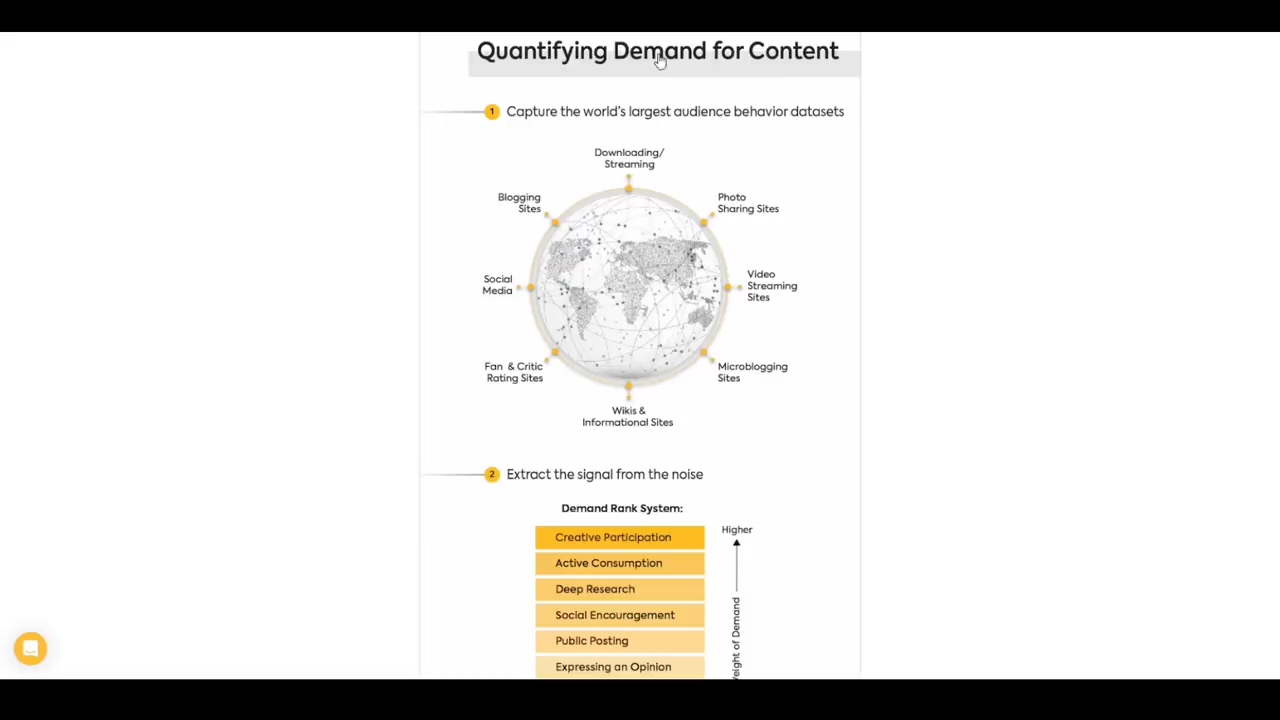 Quantifying Demand for Content
1 Capture the world's largest audience behavior datasets
Downloading/
Streaming
Blogging
Sites
Photo
Sharing Sites
Social
Media
Video
Streaming
Sites
Fan & Critic
Rating Sites
Microblogging
Sites
Wikis &
Informational Sites
2 Extract the signal from the noise
Demand Rank System:
Higher
Creative Participation
Active Consumption
Deep Research
Social Encouragement
Public Posting
Expressing an Opinion
of Demand